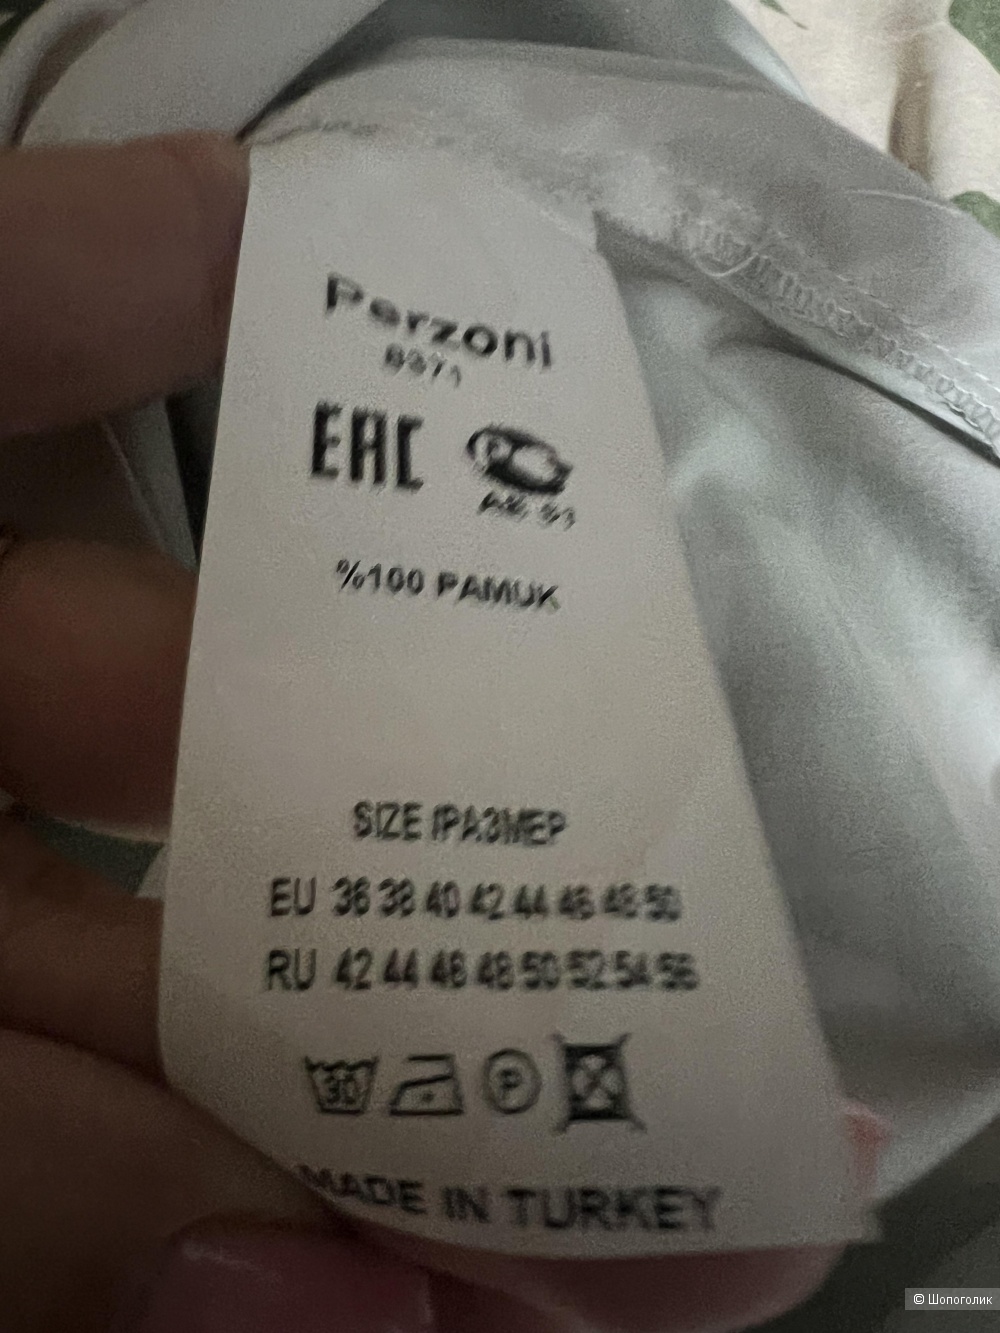 Perzoni
8371
EAC
%100 PAMUK
SIZE /РАЗМЕР
EU 36 38 40 42 44 46 48 50
RU 42 44 46 48 50 52 54 56
30
P
MADE IN TURKEY
© Шопоголик